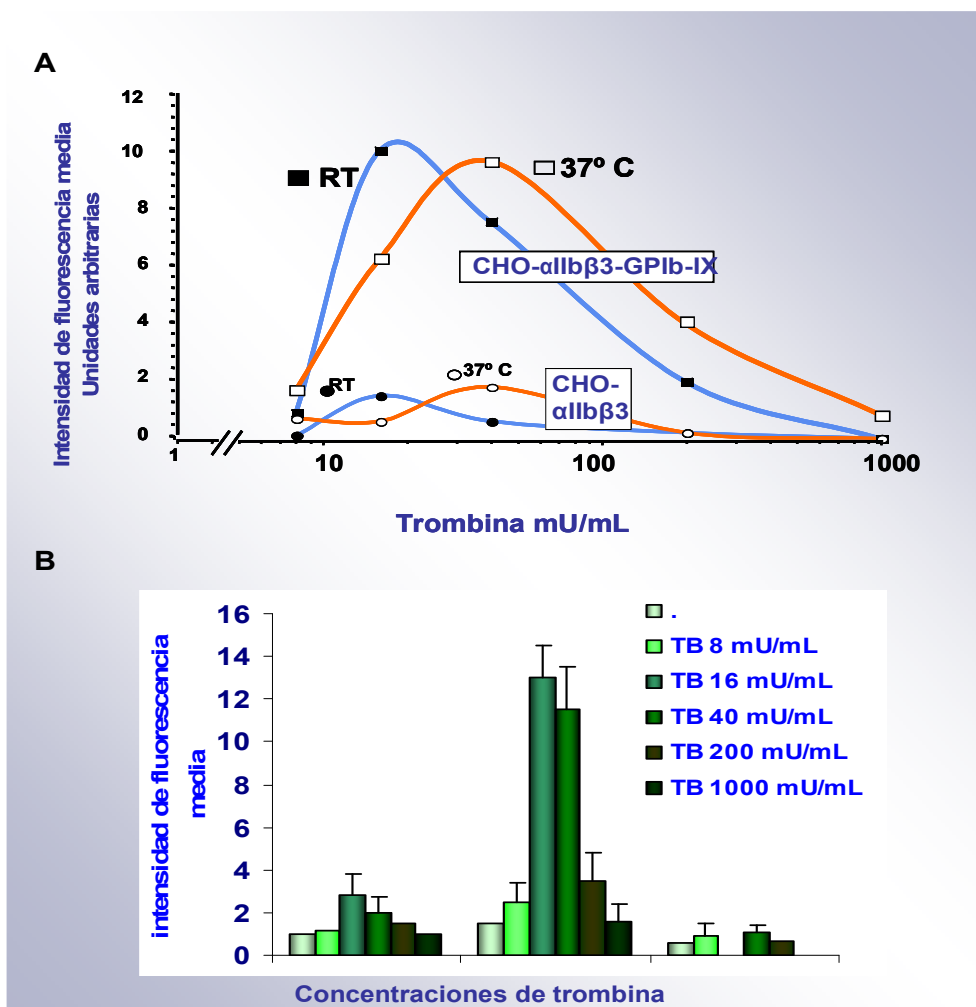 A
Intensidad de fluorescencia media
Unidades arbitrarias
12
10
8
6
4
2
0
RT
37º C
CHO-αIIbβ3-GPIb-IX
RT
37º C
CHO-
αIIbβ3
1
10
100
1000
Trombina mU/mL
B
intensidad de fluorescencia
media
16
14
12
10
8
6
4
2
0
.
TB 8 mU/mL
TB 16 mU/mL
TB 40 mU/mL
TB 200 mU/mL
TB 1000 mU/mL
Concentraciones de trombina